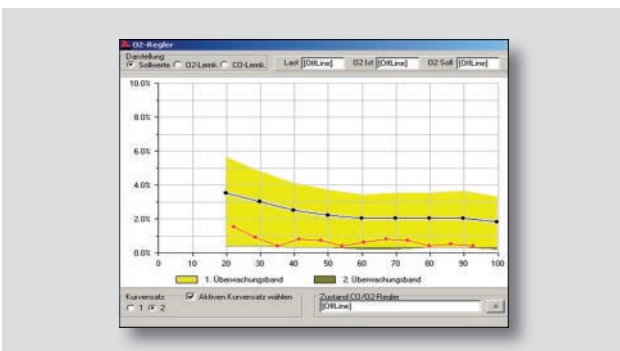 O2-Regler
Darstellung
Sollwerte O2-Lernk. CO-Lernk. Last [OffLine] O2 Ist [OffLine] O2 Soll [OffLine]
10.0%
8.0%
6.0%
4.0%
2.0%
0.0%
0 10 20 30 40 50 60 70 80 90 100
1. Überwachungsband 2. Überwachungsband
Kurvensatz Aktiven Kurvensatz wählen Zustand CO/O2-Regler
1 2 [OffLine]